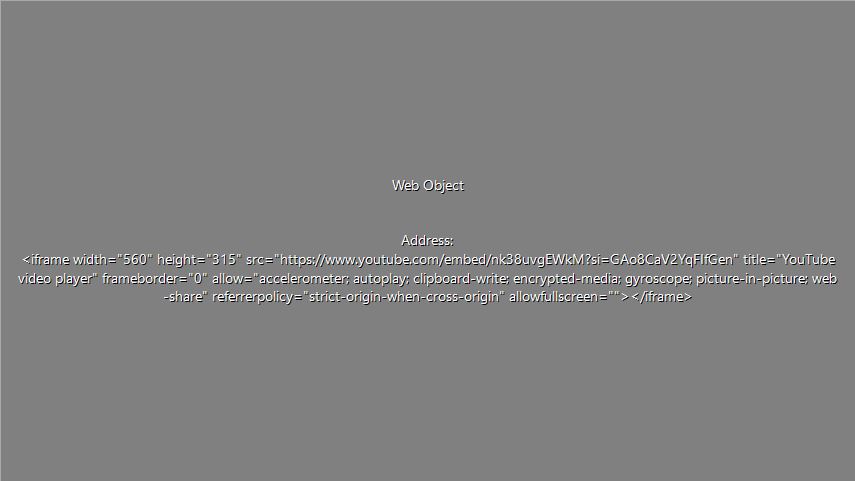 Web Object
Address:
<iframe width="560" height="315" src="https://www.youtube.com/embed/nk38uvgEWkM?si=GAo8CaV2YqFIfGen" title="YouTube
video player" frameborder="0" allow="accelerometer; autoplay; clipboard-write; encrypted-media; gyroscope; picture-in-picture; web
-share" referrerpolicy="strict-origin-when-cross-origin" allowfullscreen=""></iframe>